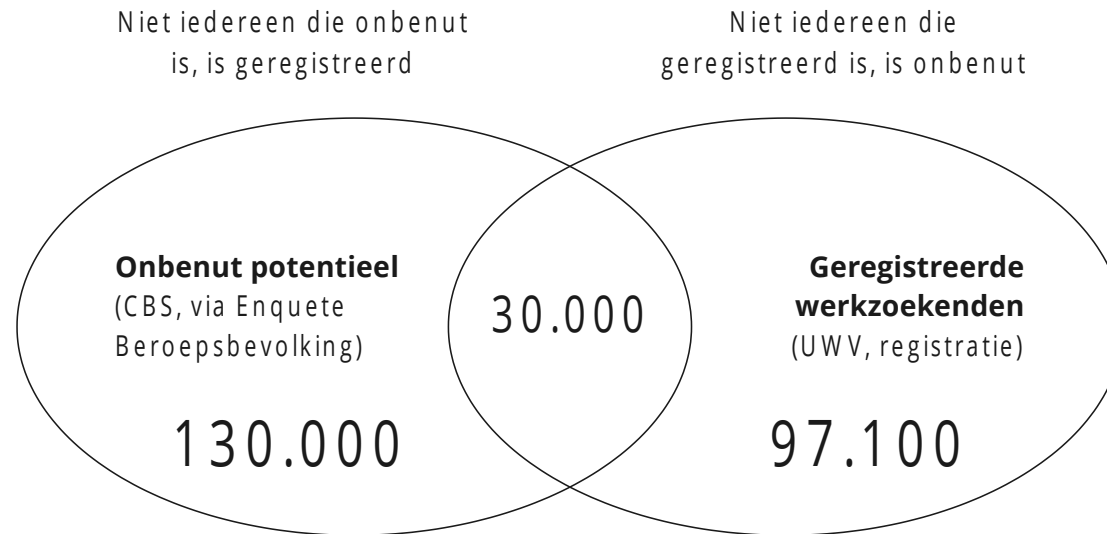 Niet iedereen die onbenut
is, is geregistreerd
Niet iedereen die
geregistreerd is, is onbenut
Onbenut potentieel
(CBS, via Enquete
Beroepsbevolking)
130.000
30.000
Geregistreerde
werkzoekenden
(UWV, registratie)
97.100